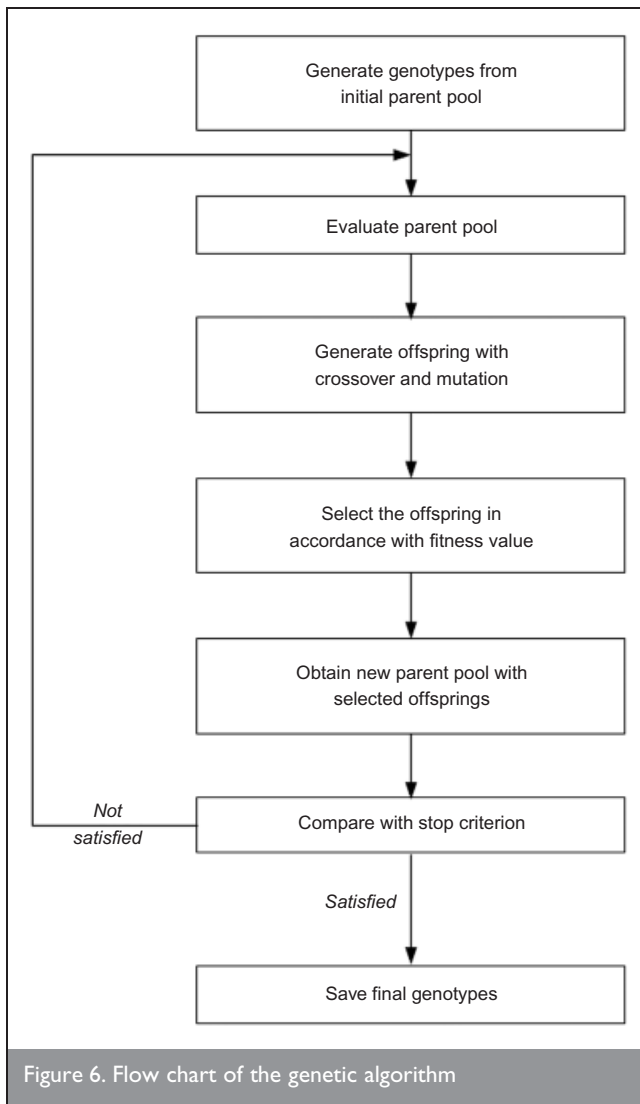 Generate genotypes from
initial parent pool
Evaluate parent pool
Generate offspring with
crossover and mutation
Select the offspring in
accordance with fitness value
Obtain new parent pool with
selected offsprings
Not
satisfied
Compare with stop criterion
Satisfied
Save final genotypes
Figure 6. Flow chart of the genetic algorithm